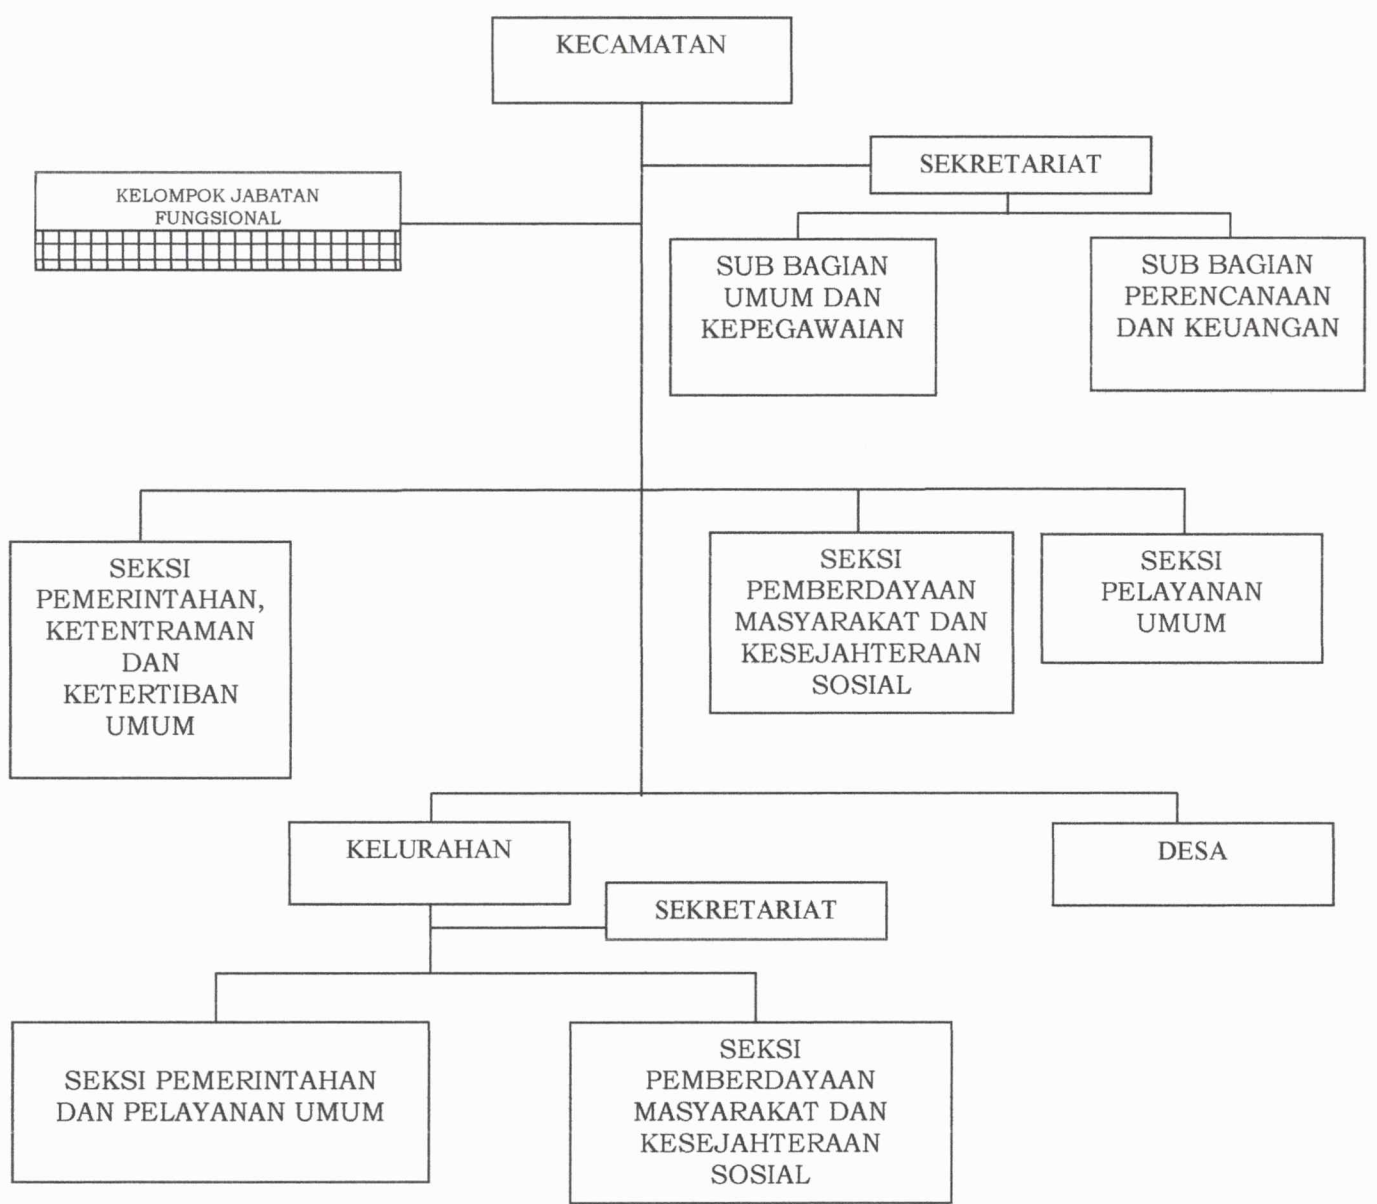 KECAMATAN
SEKRETARIAT
KELOMPOK JABATAN
FUNGSIONAL
SUB BAGIAN
UMUM DAN
KEPEGAWAIAN
SUB BAGIAN
PERENCANAAN
DAN KEUANGAN
SEKSI
PEMERINTAHAN,
KETENTRAMAN
DAN
KETERTIBAN
UMUM
SEKSI
PEMBERDAYAAN
MASYARAKAT DAN
KESEJAHTERAAN
SOSIAL
SEKSI
PELAYANAN
UMUM
KELURAHAN
DESA
SEKRETARIAT
SEKSI PEMERINTAHAN
DAN PELAYANAN UMUM
SEKSI
PEMBERDAYAAN
MASYARAKAT DAN
KESEJAHTERAAN
SOSIAL